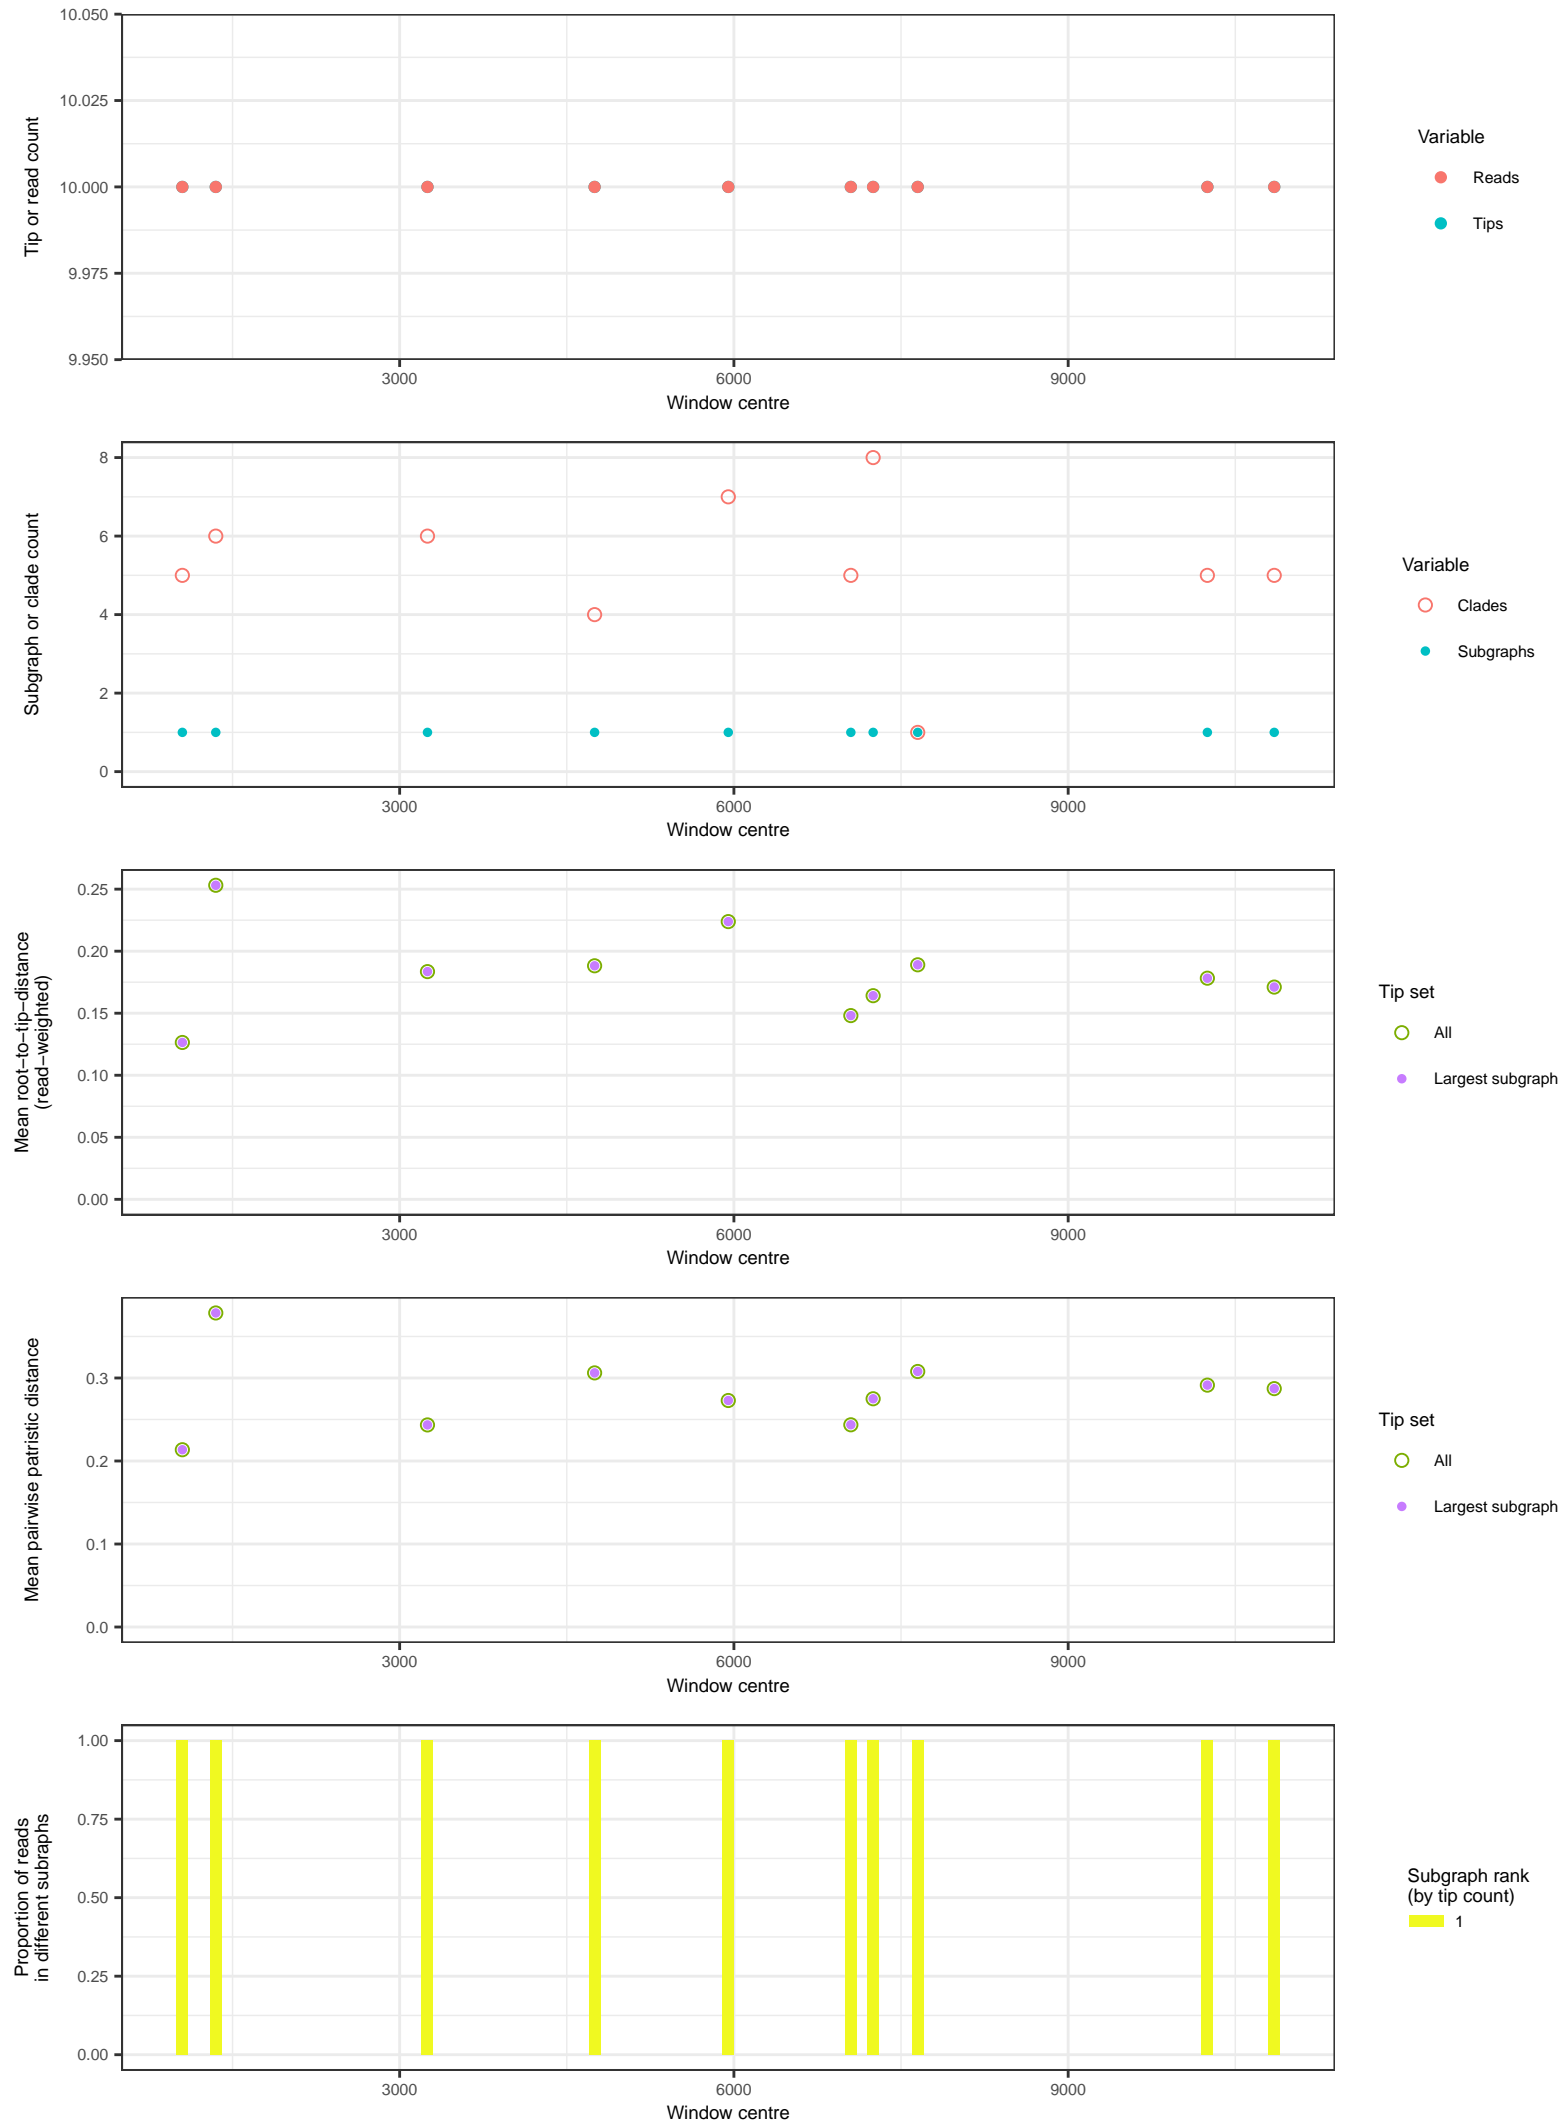 10.050
10.025
10.000
9.975
9.950
Tip or read count
3000
6000
9000
Window centre
Variable
Reads
Tips
8
6
4
2
0
Subgraph or clade count
3000
6000
9000
Window centre
Variable
Clades
Subgraphs
0.25
0.20
0.15
0.10
0.05
0.00
Mean root−to−tip−distance
(read−weighted)
3000
6000
9000
Window centre
Tip set
All
Largest subgraph
0.3
0.2
0.1
0.0
Mean pairwise patristic distance
3000
6000
9000
Window centre
Tip set
All
Largest subgraph
1.00
0.75
0.50
0.25
0.00
Proportion of reads
in different subraphs
3000
6000
9000
Window centre
Subgraph rank
(by tip count)
1